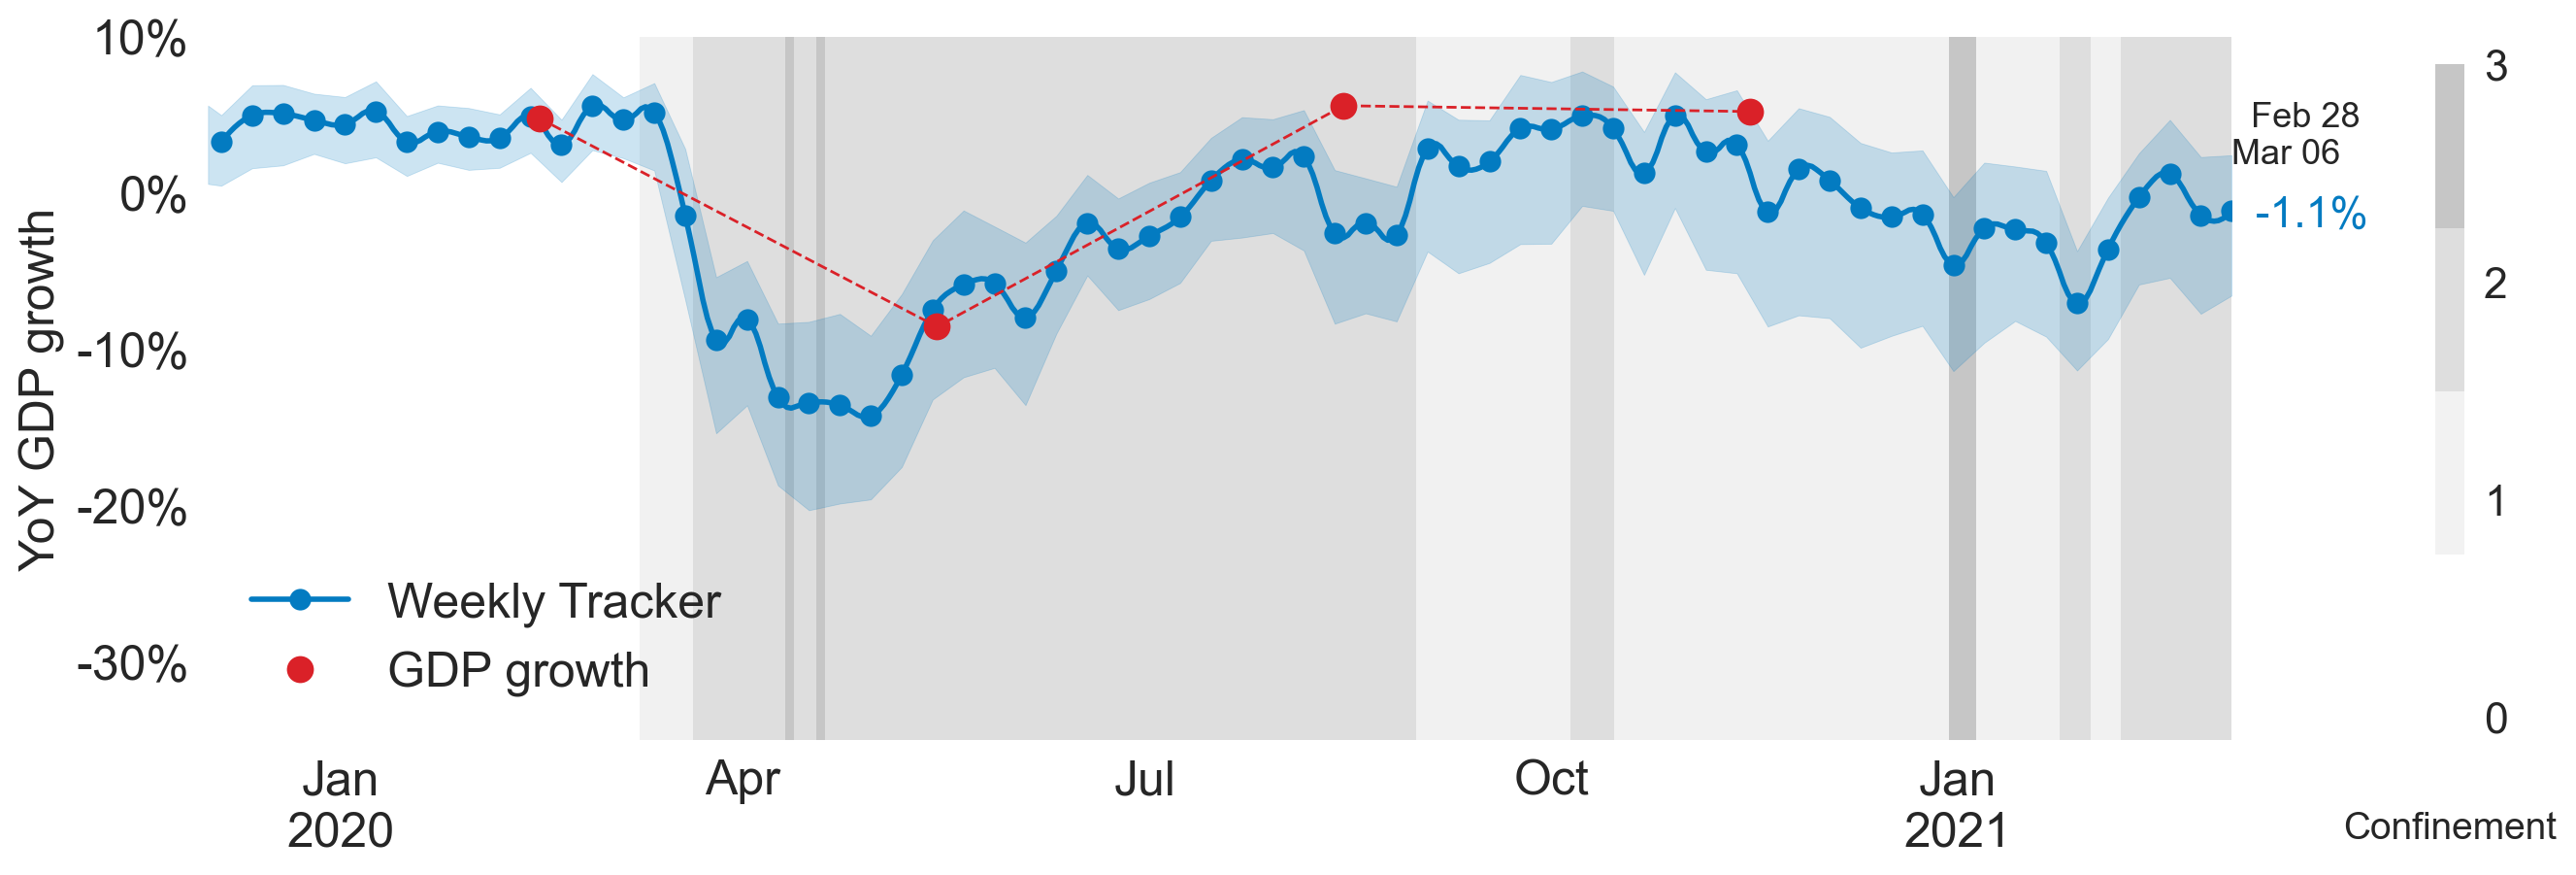 10%
0%
-10%
-20%
-30%
YoY GDP growth
Weekly Tracker
GDP growth
Jan
2020
Apr
Jul
Oct
Jan
2021
Feb 28
Mar 06
-1.1%
3
2
1
0
Confinement